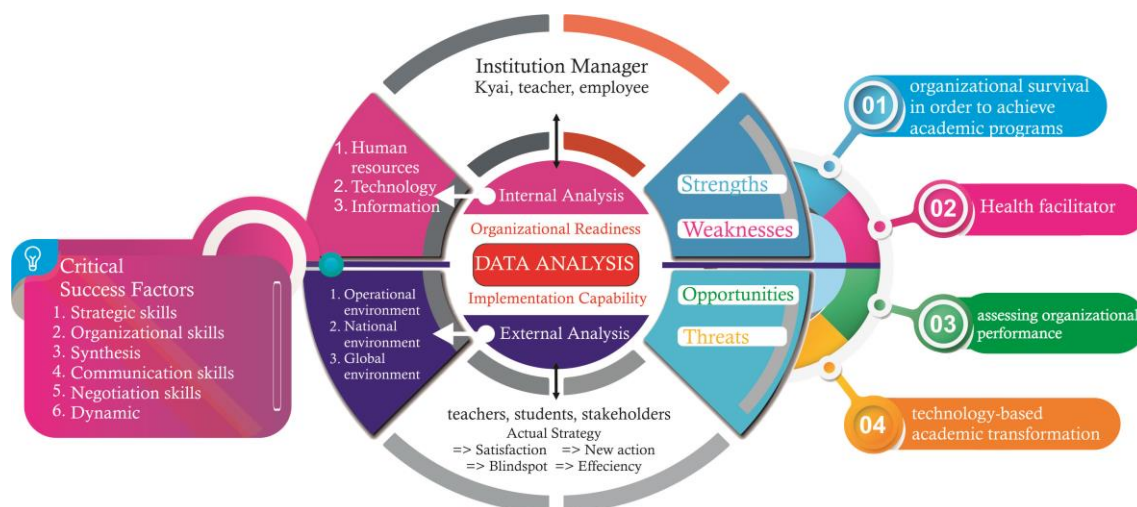 Institution Manager
Kyai, teacher, employee
1. Human
resources
2. Technology
3. Information
Internal Analysis
Organizational Readiness
DATA ANALYSIS
Implementation Capability
External Analysis
1. Operational
environment
2. National
environment
3. Global
environment
teachers, students, stakeholders
Actual Strategy
=> Satisfaction => New action
=> Blindspot => Effeciency
Critical
Success Factors
1. Strategic skills
2. Organizational skills
3. Synthesis
4. Communication skills
5. Negotiation skills
6. Dynamic
Strengths
Weaknesses
Opportunities
Threats
01
organizational survival
in order to achieve
academic programs
02
Health facilitator
03
assessing organizational
performance
04
technology-based
academic transformation